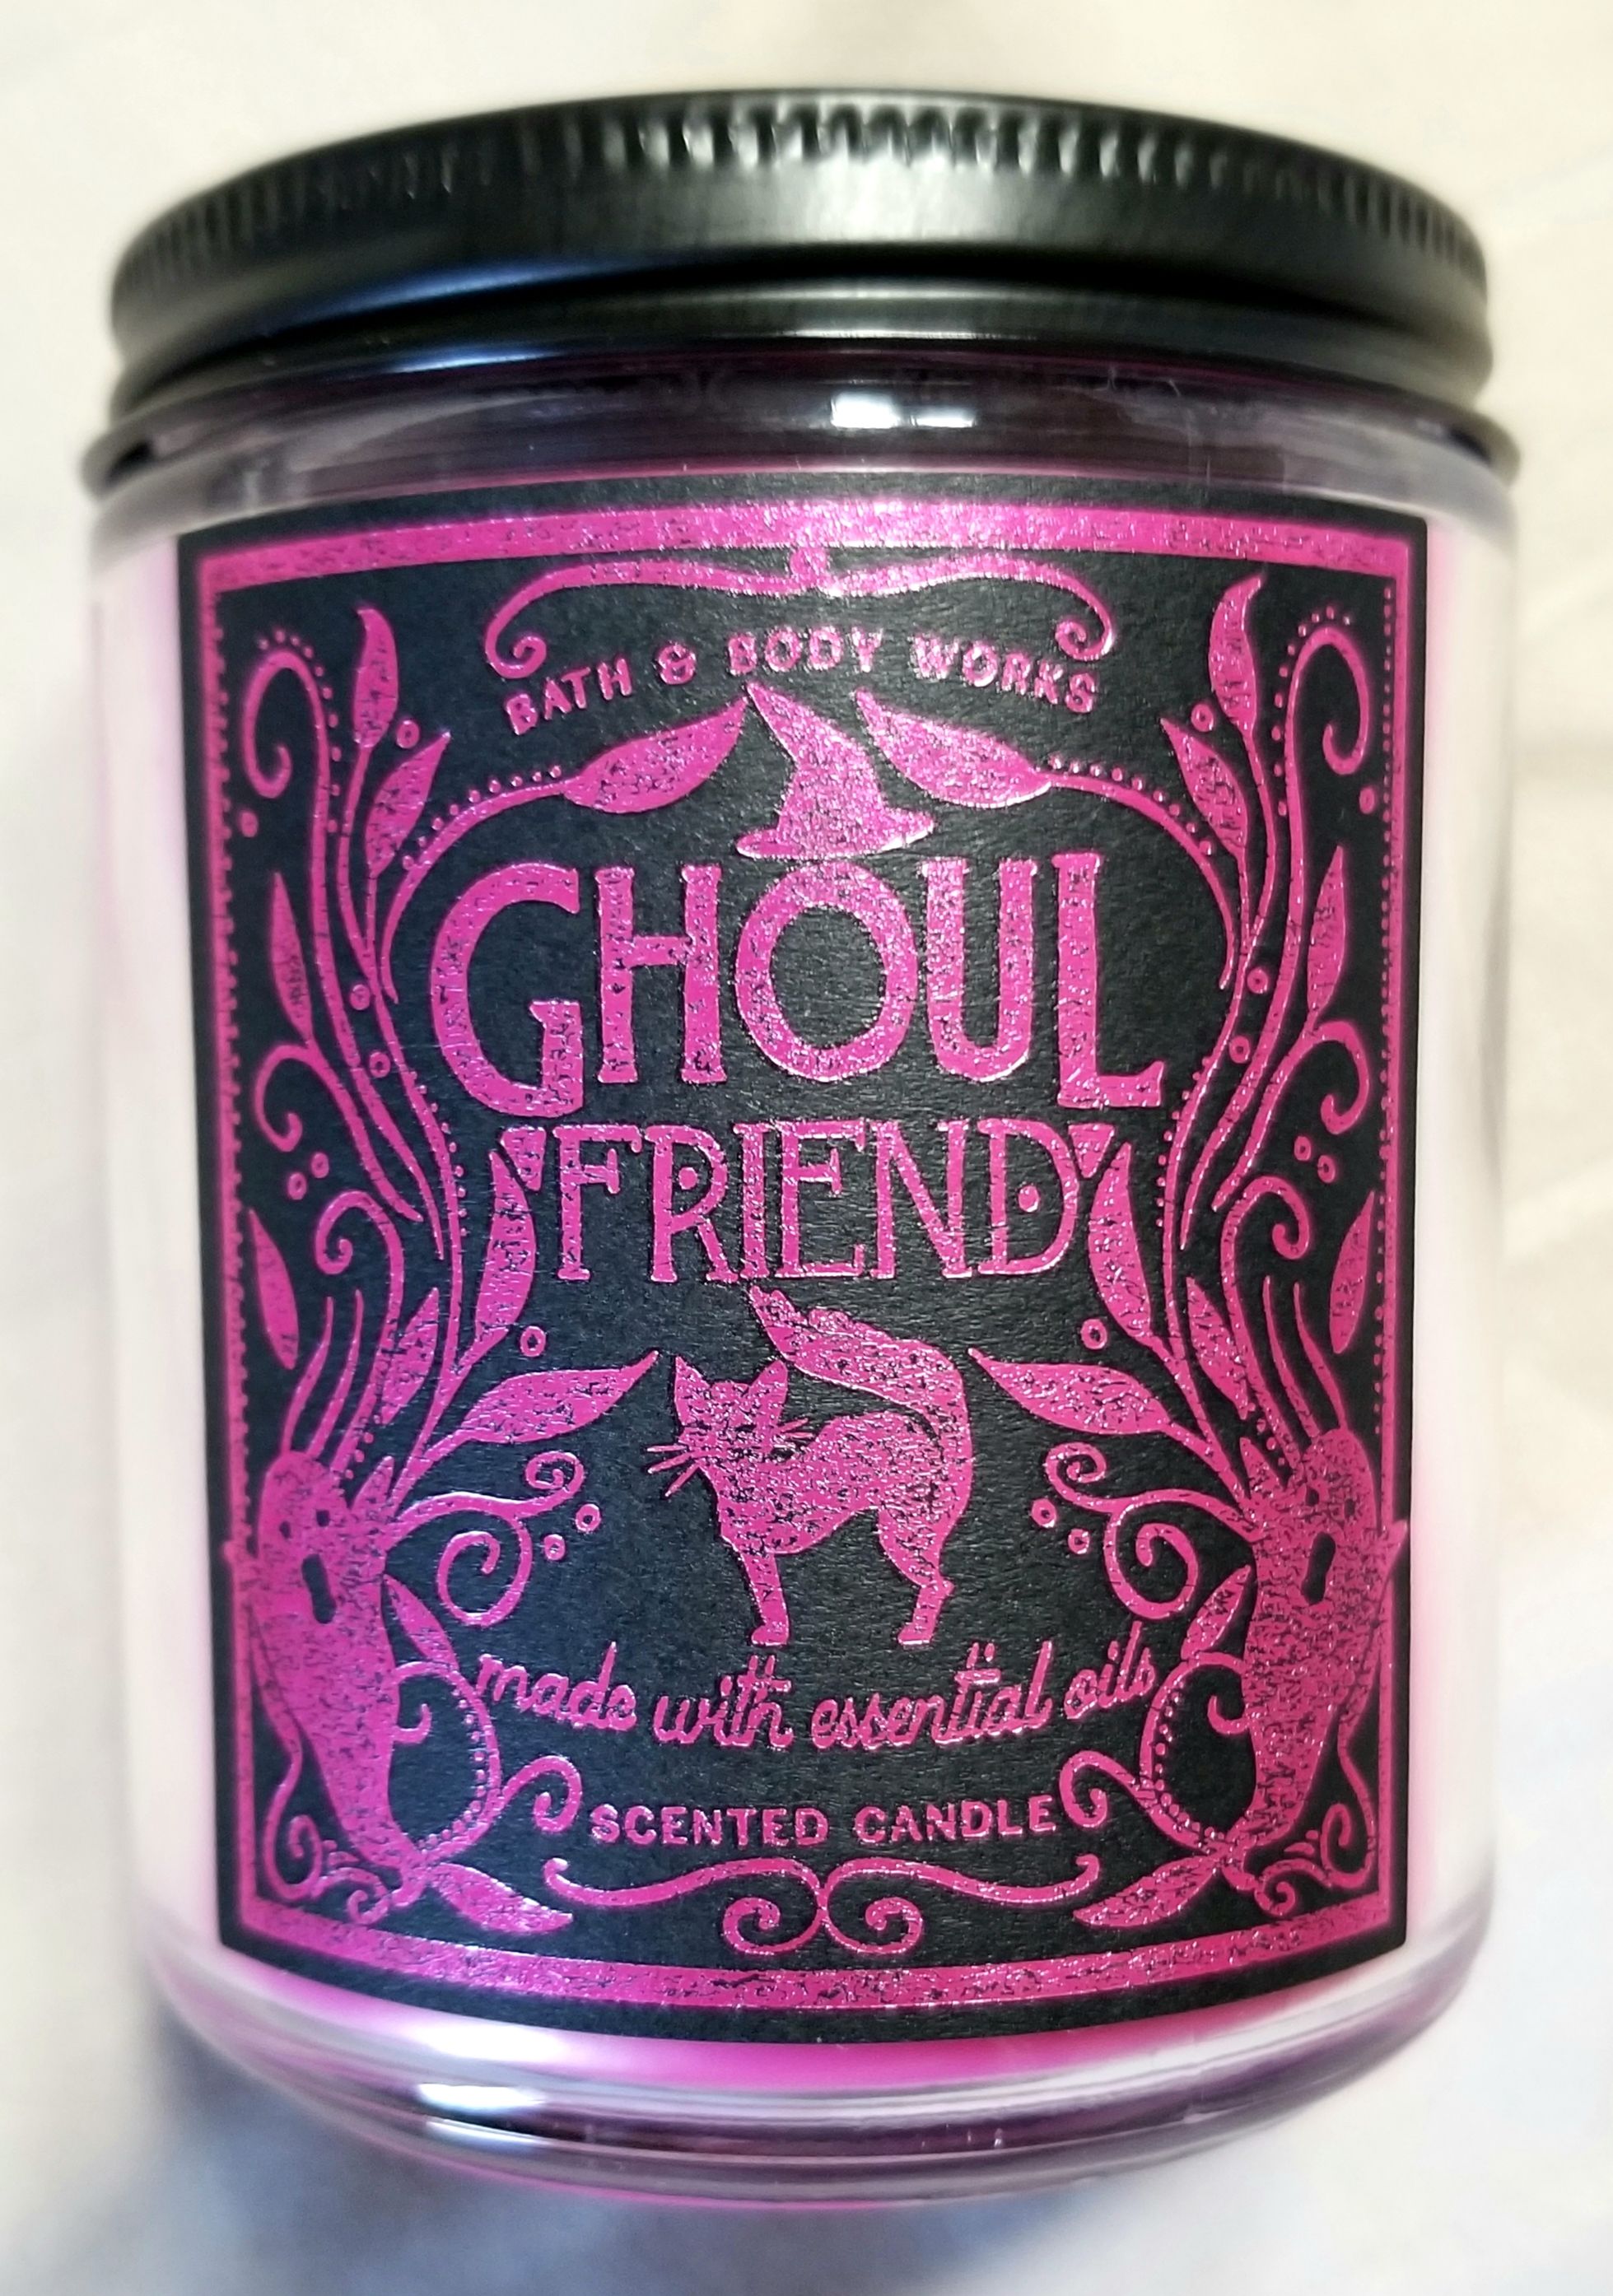 BATH & BODY WORKS
GHOUL
FRIEND
made with essential oils
SCENTED CANDLE